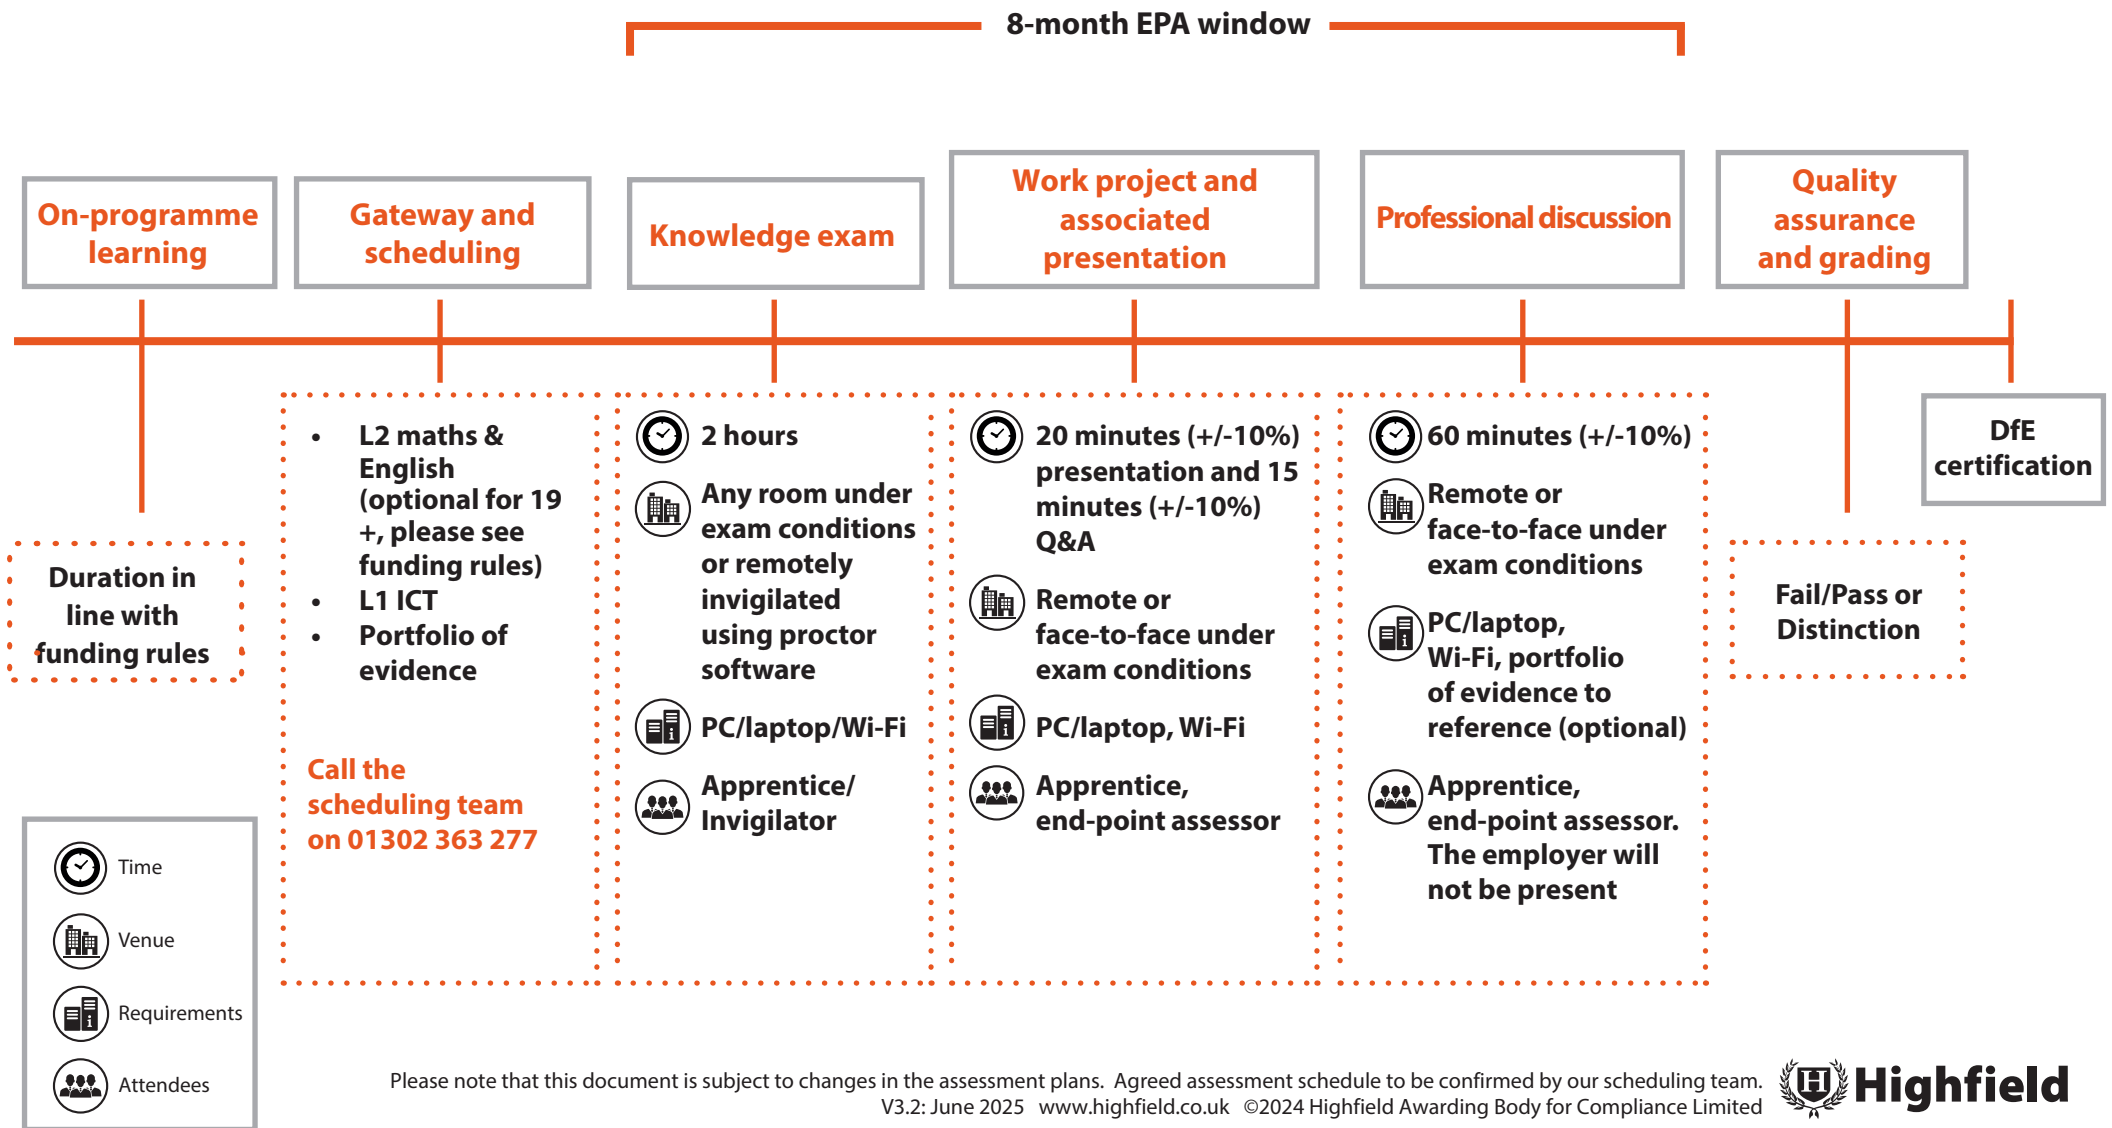 8-month EPA window
On-programme
learning
Gateway and
scheduling
Knowledge exam
Work project and
associated
presentation
Professional discussion
Quality
assurance
and grading
Duration in
line with
funding rules
• L2 maths &
English
(optional for 19
+, please see
funding rules)
• L1 ICT
• Portfolio of
evidence
Call the
scheduling team
on 01302 363 277
2 hours
Any room under
exam conditions
or remotely
invigilated
using proctor
software
PC/laptop/Wi-Fi
Apprentice/
Invigilator
20 minutes (+/-10%)
presentation and 15
minutes (+/-10%)
Q&A
Remote or
face-to-face under
exam conditions
PC/laptop, Wi-Fi
Apprentice,
end-point assessor
60 minutes (+/-10%)
Remote or
face-to-face under
exam conditions
PC/laptop,
Wi-Fi, portfolio
of evidence to
reference (optional)
Apprentice,
end-point assessor.
The employer will
not be present
Fail/Pass or
Distinction
DfE
certification
Time
Venue
Requirements
Attendees
Please note that this document is subject to changes in the assessment plans. Agreed assessment schedule to be confirmed by our scheduling team.
V3.2: June 2025 www.highfield.co.uk ©2024 Highfield Awarding Body for Compliance Limited
H Highfield